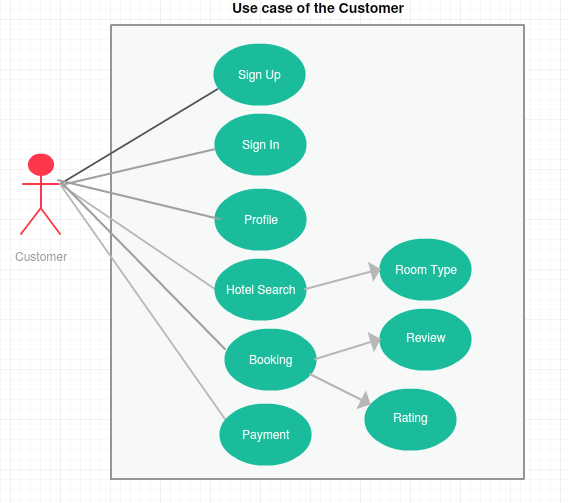 Use case of the Customer
Sign Up
Sign In
Profile
Customer
Hotel Search
Room Type
Booking
Review
Payment
Rating